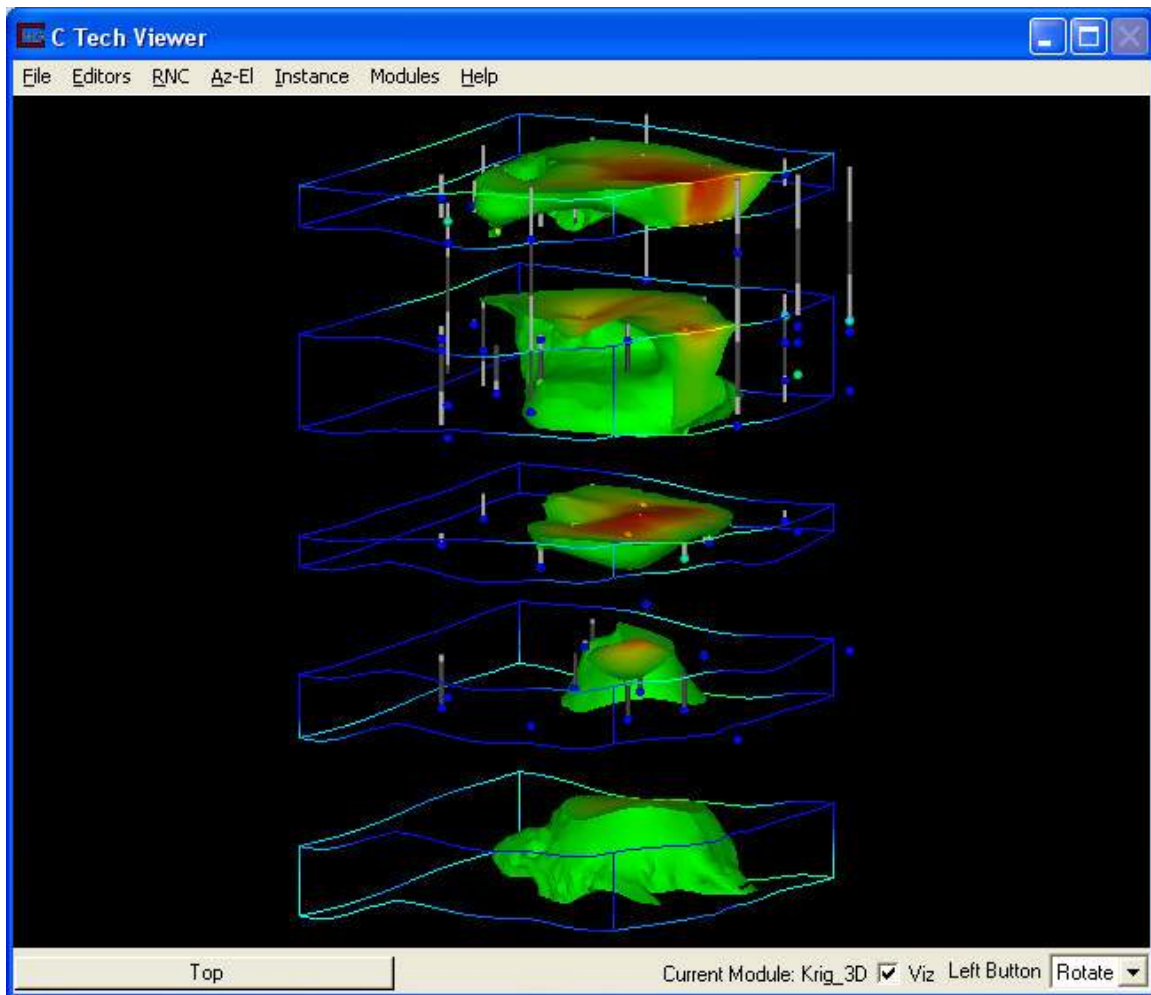 C Tech Viewer
File Editors RNC Az-El Instance Modules Help
Top Current Module: Krig_3D Viz Left Button Rotate